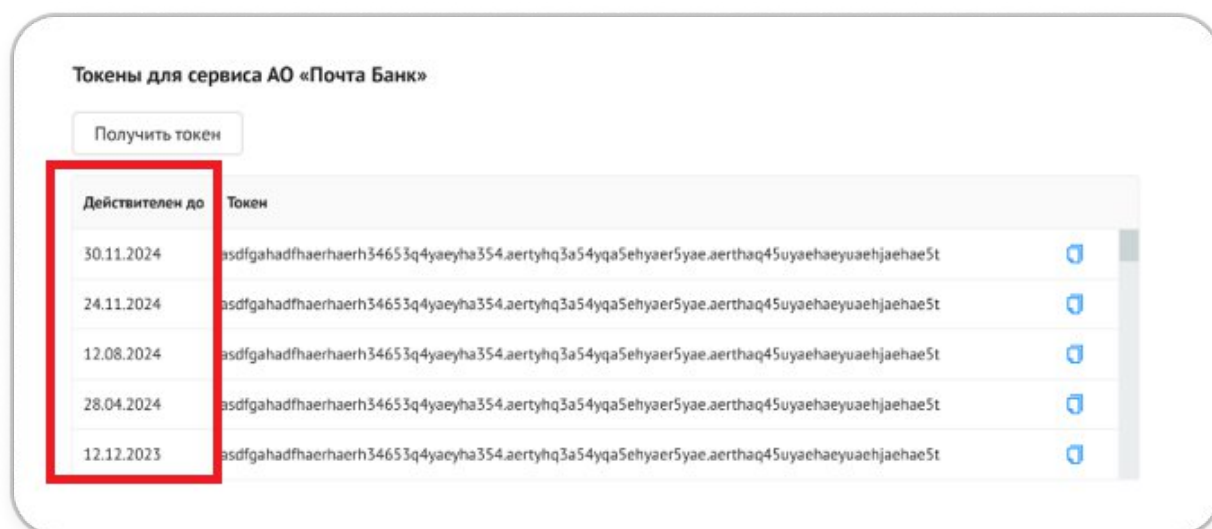 Токены для сервиса АО «Почта Банк»
Получить токен
Действителен до Токен
30.11.2024 asdfgahadfhaerhaerh34653q4yaeyha354.aertyhq3a54yqa5ehyaer5yae.aerthaq45uyaehaeyuaehjaehae5t
24.11.2024 asdfgahadfhaerhaerh34653q4yaeyha354.aertyhq3a54yqa5ehyaer5yae.aerthaq45uyaehaeyuaehjaehae5t
12.08.2024 asdfgahadfhaerhaerh34653q4yaeyha354.aertyhq3a54yqa5ehyaer5yae.aerthaq45uyaehaeyuaehjaehae5t
28.04.2024 asdfgahadfhaerhaerh34653q4yaeyha354.aertyhq3a54yqa5ehyaer5yae.aerthaq45uyaehaeyuaehjaehae5t
12.12.2023 asdfgahadfhaerhaerh34653q4yaeyha354.aertyhq3a54yqa5ehyaer5yae.aerthaq45uyaehaeyuaehjaehae5t